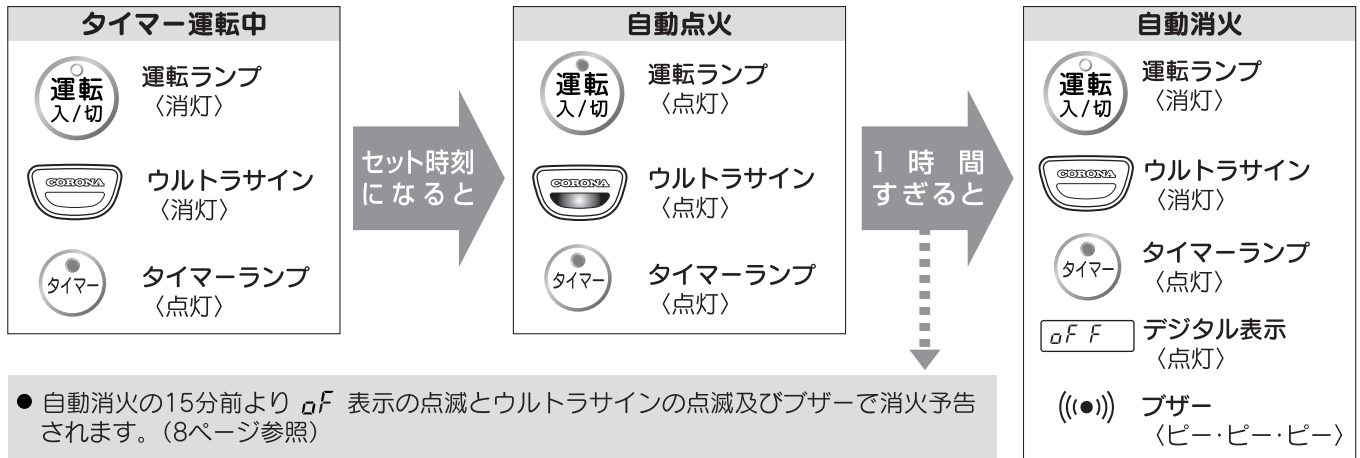 タイマー運転中
運転
入/切
運転ランプ
〈消灯〉
CORONA
ウルトラサイン
〈消灯〉
タイマー
タイマーランプ
〈点灯〉
セット時刻
になると
自動点火
運転
入/切
運転ランプ
〈点灯〉
CORONA
ウルトラサイン
〈点灯〉
タイマー
タイマーランプ
〈点灯〉
1時間
すぎると
自動消火
運転
入/切
運転ランプ
〈消灯〉
CORONA
ウルトラサイン
〈消灯〉
タイマー
タイマーランプ
〈点灯〉
oFF
デジタル表示
〈点灯〉
ブザー
〈ピー・ピー・ピー〉
● 自動消火の15分前より oF 表示の点滅とウルトラサインの点滅及びブザーで消火予告
されます。(8ページ参照)